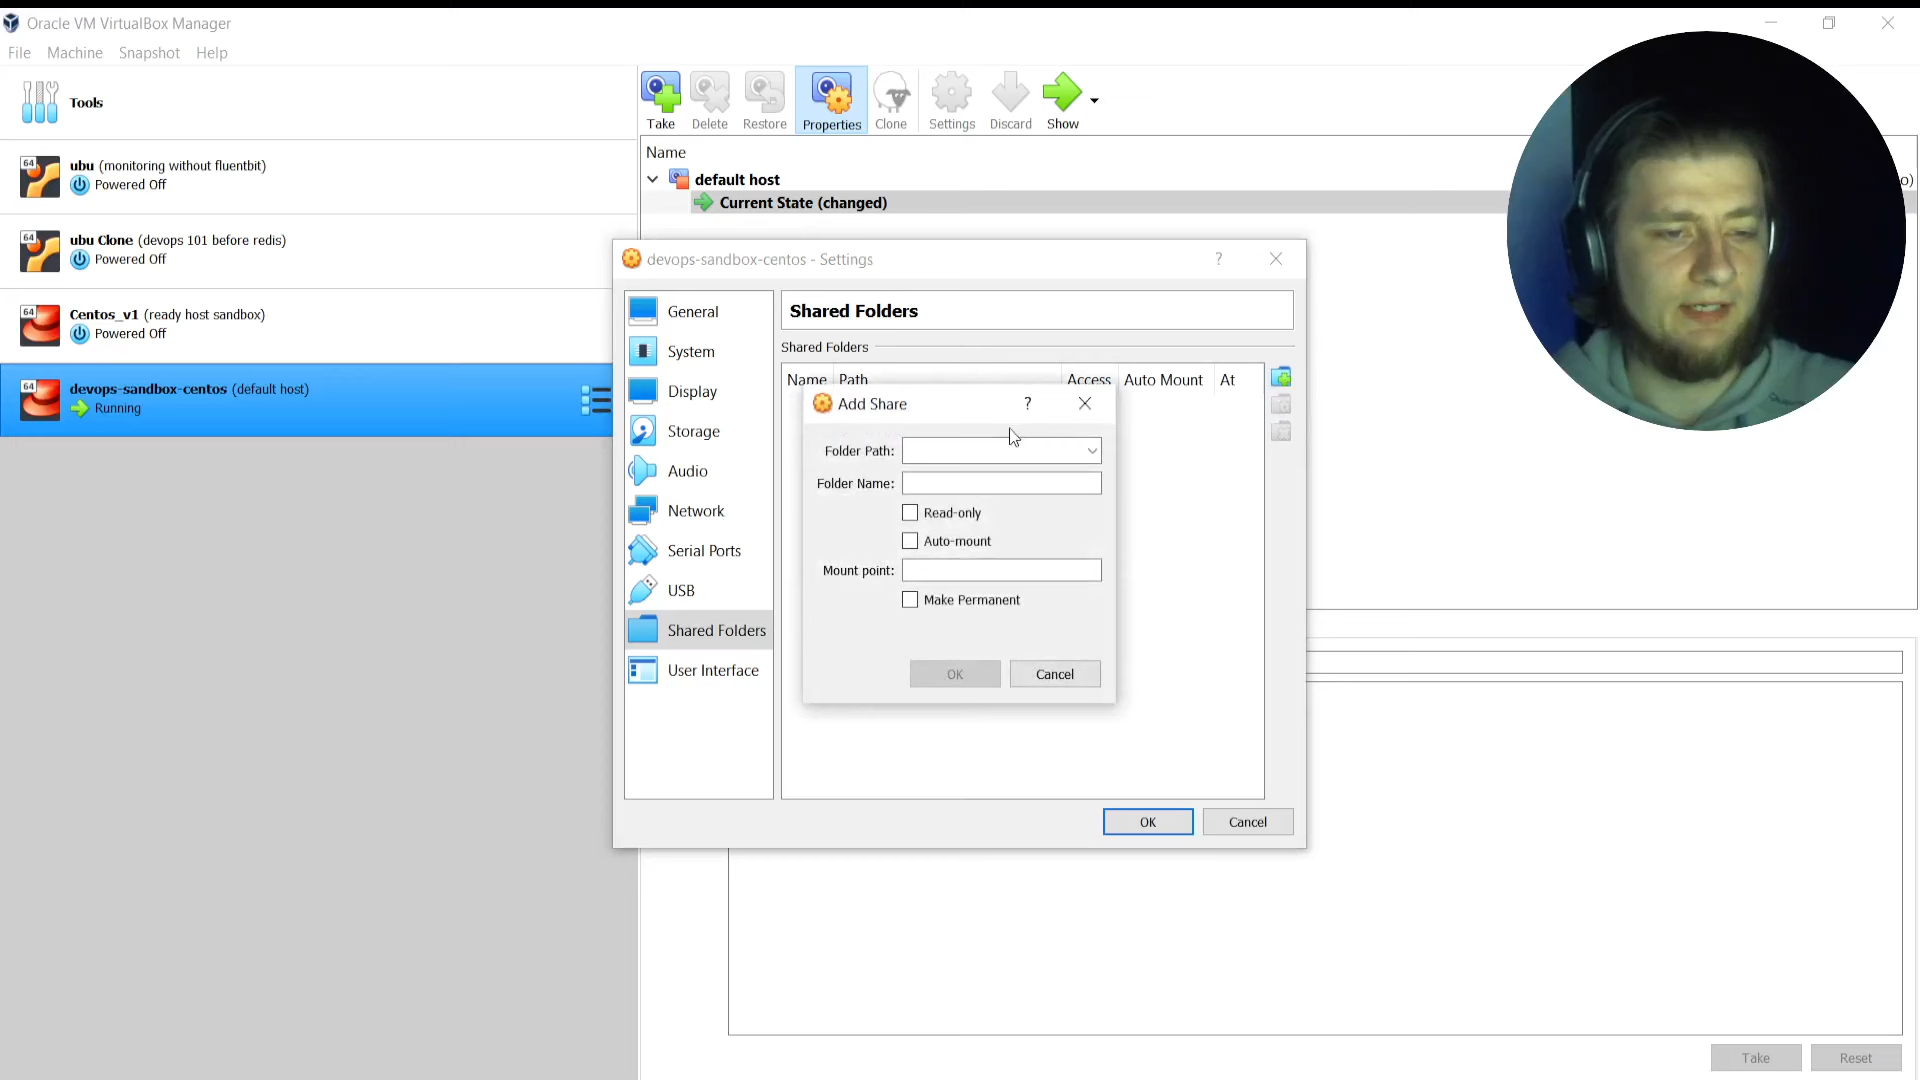 Oracle VM VirtualBox Manager
File Machine Snapshot Help
Tools
64 ubu (monitoring without fluentbit)
Powered Off
64 ubu Clone (devops 101 before redis)
Powered Off
64 Centos_v1 (ready host sandbox)
Powered Off
64 devops-sandbox-centos (default host)
Running
Take Delete Restore Properties Clone Settings Discard Show
Name
default host
Current State (changed)
o)
devops-sandbox-centos - Settings ?
General
System
Display
Storage
Audio
Network
Serial Ports
USB
Shared Folders
User Interface
Shared Folders
Shared Folders
Name Path Access Auto Mount At
Add Share ?
Folder Path:
Folder Name:
Read-only
Auto-mount
Mount point:
Make Permanent
OK Cancel
OK Cancel
Take Reset